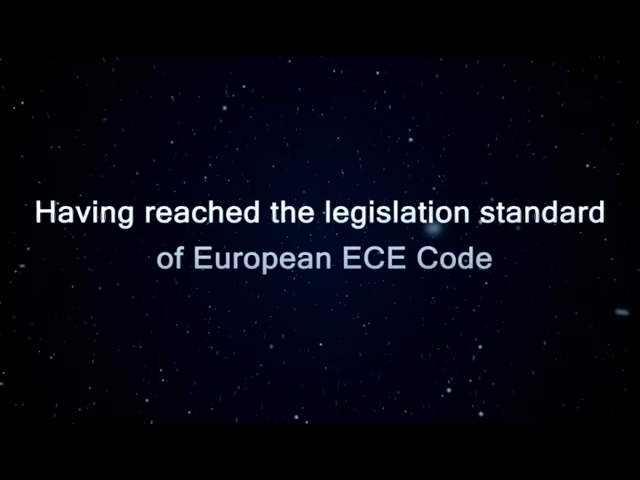 Having reached the legislation standard
of European ECE Code